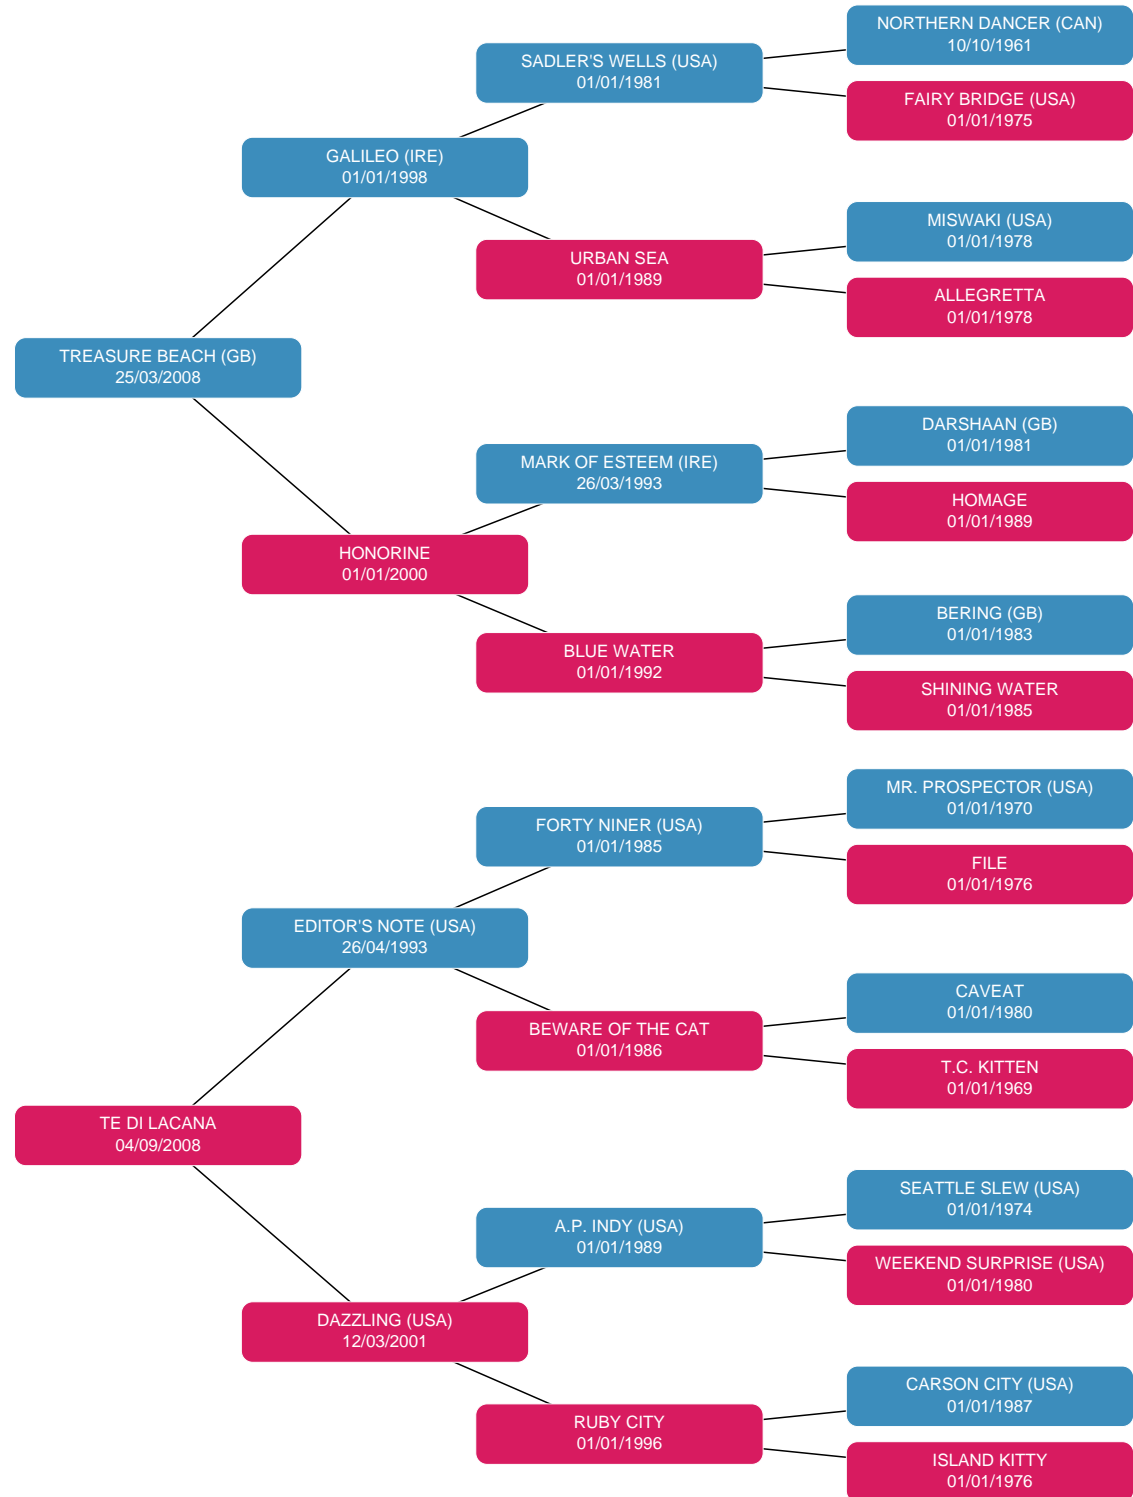 NORTHERN DANCER (CAN)
10/10/1961
SADLER'S WELLS (USA)
01/01/1981
FAIRY BRIDGE (USA)
01/01/1975
GALILEO (IRE)
01/01/1998
MISWAKI (USA)
01/01/1978
URBAN SEA
01/01/1989
ALLEGRETTA
01/01/1978
TREASURE BEACH (GB)
25/03/2008
DARSHAAN (GB)
01/01/1981
MARK OF ESTEEM (IRE)
26/03/1993
HOMAGE
01/01/1989
HONORINE
01/01/2000
BERING (GB)
01/01/1983
BLUE WATER
01/01/1992
SHINING WATER
01/01/1985
MR. PROSPECTOR (USA)
01/01/1970
FORTY NINER (USA)
01/01/1985
FILE
01/01/1976
EDITOR'S NOTE (USA)
26/04/1993
CAVEAT
01/01/1980
BEWARE OF THE CAT
01/01/1986
T.C. KITTEN
01/01/1969
TE DI LACANA
04/09/2008
SEATTLE SLEW (USA)
01/01/1974
A.P. INDY (USA)
01/01/1989
WEEKEND SURPRISE (USA)
01/01/1980
DAZZLING (USA)
12/03/2001
CARSON CITY (USA)
01/01/1987
RUBY CITY
01/01/1996
ISLAND KITTY
01/01/1976